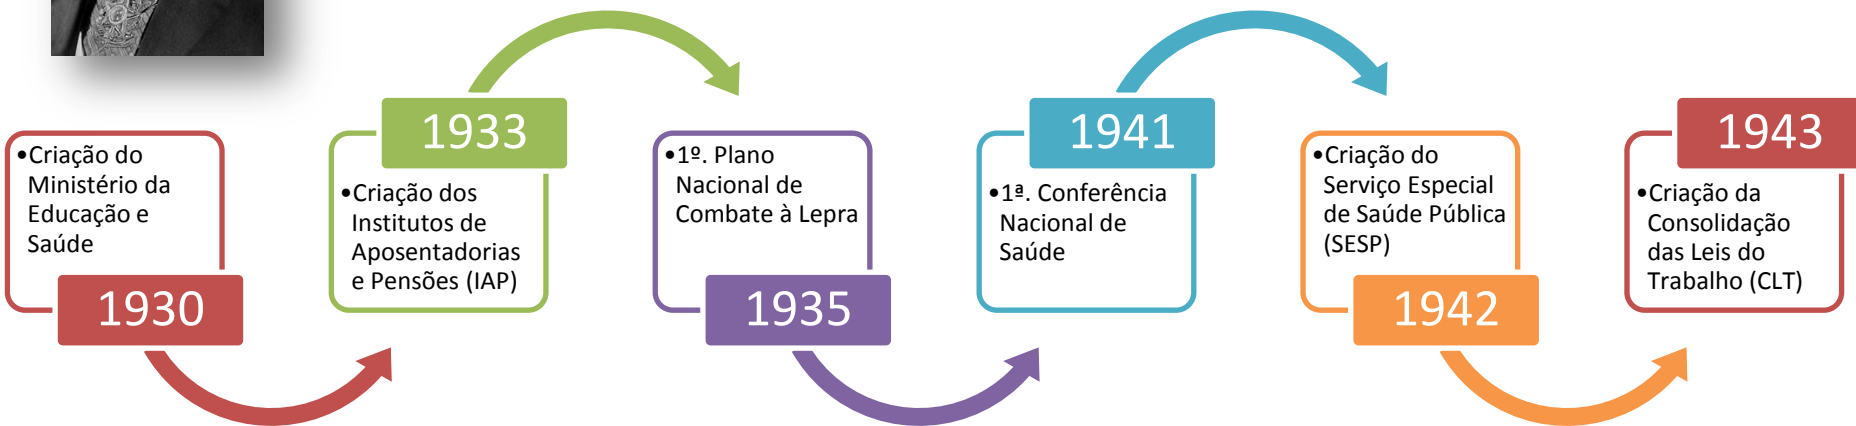 •Criação do
Ministério da
Educação e
Saúde
1930
1933
•Criação dos
Institutos de
Aposentadorias
e Pensões (IAP)
•1º. Plano
Nacional de
Combate à Lepra
1935
1941
•1ª. Conferência
Nacional de
Saúde
•Criação do
Serviço Especial
de Saúde Pública
(SESP)
1942
1943
•Criação da
Consolidação
das Leis do
Trabalho (CLT)